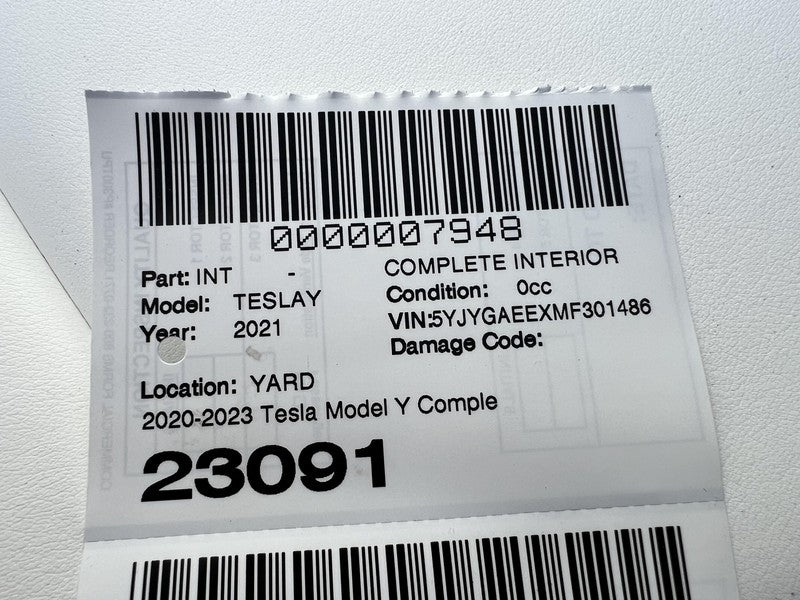 0000007948
Part: INT - COMPLETE INTERIOR
Model: TESLAY Condition: 0cc
Year: 2021 VIN:5YJYGAEEXMF301486
Damage Code:
Location: YARD
2020-2023 Tesla Model Y Comple
23091